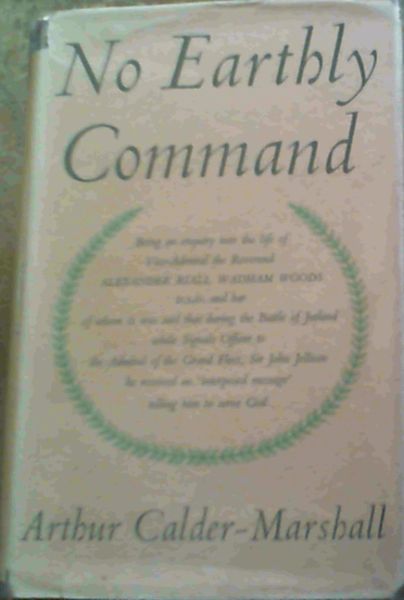 No Earthly
Command
Being an enquiry into the life of
Vice-Admiral the Reverend
ALEXANDER RIALL WADHAM WOODS
D.S.O. and bar
of whom it was said that during the Battle of Jutland
while Signals Officer to
the Admiral of the Grand Fleet, Sir John Jellicoe
he received an "interposed message"
telling him to serve God
Arthur Calder-Marshall